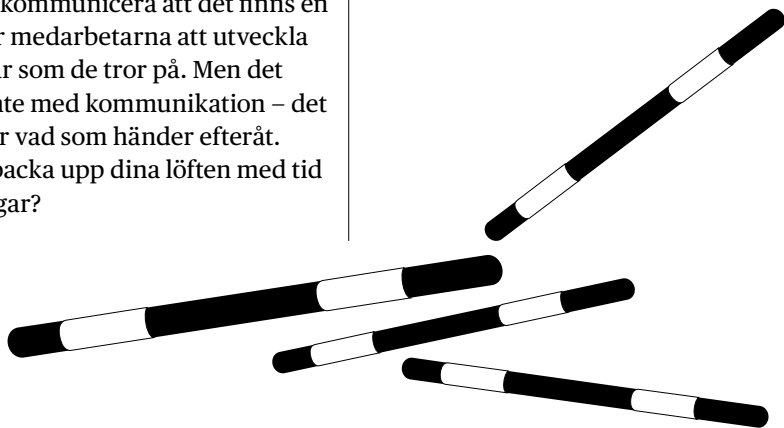 kommunicera att det finns en
r medarbetarna att utveckla
r som de tror på. Men det
nte med kommunikation – det
r vad som händer efteråt.
backa upp dina löften med tid
gar?